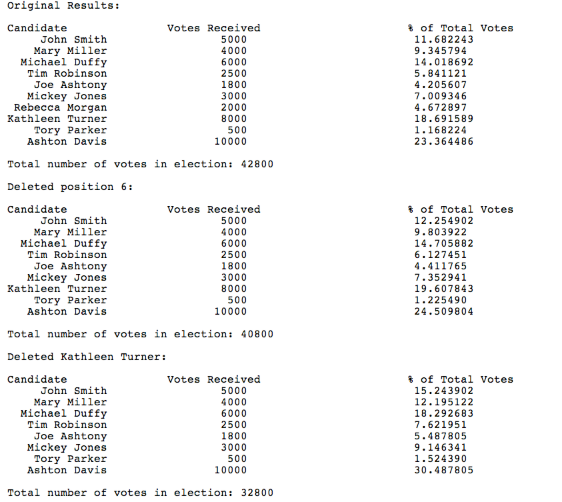 Original Results:
Candidate Votes Received % of Total Votes
John Smith 5000 11.682243
Mary Miller 4000 9.345794
Michael Duffy 6000 14.018692
Tim Robinson 2500 5.841121
Joe Ashtony 1800 4.205607
Mickey Jones 3000 7.009346
Rebecca Morgan 2000 4.672897
Kathleen Turner 8000 18.691589
Tory Parker 500 1.168224
Ashton Davis 10000 23.364486
Total number of votes in election: 42800
Deleted position 6:
Candidate Votes Received % of Total Votes
John Smith 5000 12.254902
Mary Miller 4000 9.803922
Michael Duffy 6000 14.705882
Tim Robinson 2500 6.127451
Joe Ashtony 1800 4.411765
Mickey Jones 3000 7.352941
Kathleen Turner 8000 19.607843
Tory Parker 500 1.225490
Ashton Davis 10000 24.509804
Total number of votes in election: 40800
Deleted Kathleen Turner:
Candidate Votes Received % of Total Votes
John Smith 5000 15.243902
Mary Miller 4000 12.195122
Michael Duffy 6000 18.292683
Tim Robinson 2500 7.621951
Joe Ashtony 1800 5.487805
Mickey Jones 3000 9.146341
Tory Parker 500 1.524390
Ashton Davis 10000 30.487805
Total number of votes in election: 32800